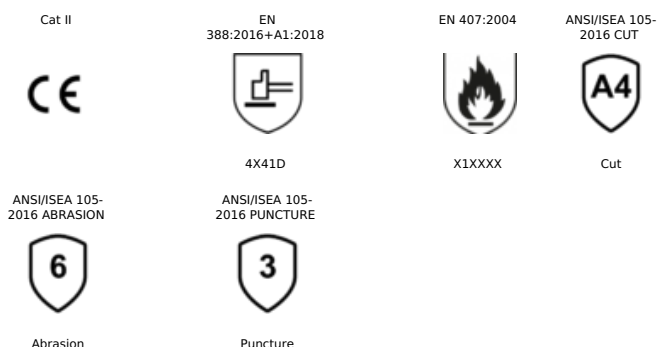 Cat II
EN
388:2016+A1:2018
EN 407:2004
ANSI/ISEA 105-
2016 CUT
CE
A4
4X41D
X1XXXX
Cut
ANSI/ISEA 105-
2016 ABRASION
ANSI/ISEA 105-
2016 PUNCTURE
6
3
Abrasion
Puncture